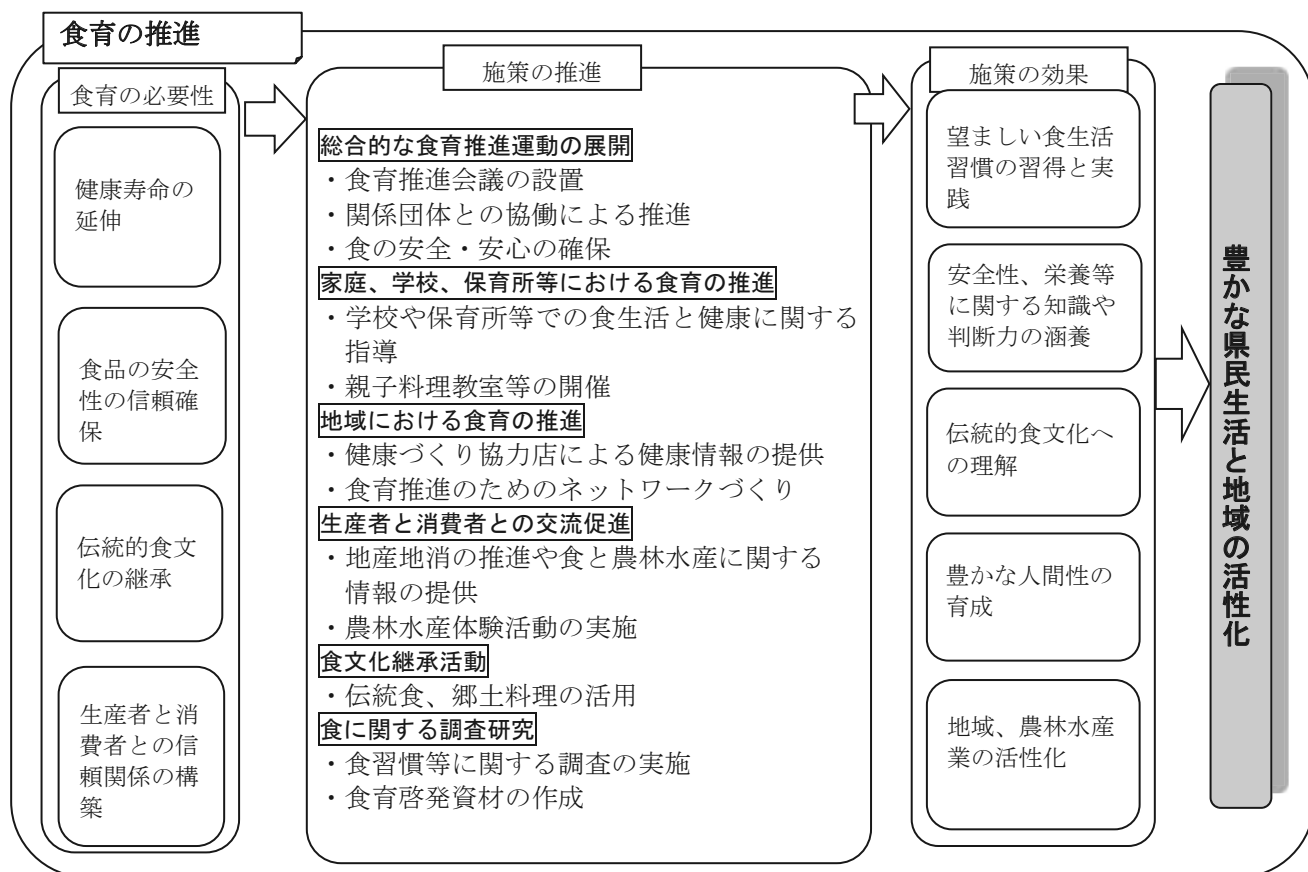 食育の推進
食育の必要性
健康寿命の
延伸
食品の安全
性の信頼確
保
伝統的食文
化の継承
生産者と消
費者との信
頼関係の構
築
施策の推進
総合的な食育推進運動の展開
・食育推進会議の設置
・関係団体との協働による推進
・食の安全・安心の確保
家庭、学校、保育所等における食育の推進
・学校や保育所等での食生活と健康に関する
指導
・親子料理教室等の開催
地域における食育の推進
・健康づくり協力店による健康情報の提供
・食育推進のためのネットワークづくり
生産者と消費者との交流促進
・地産地消の推進や食と農林水産に関する
情報の提供
・農林水産体験活動の実施
食文化継承活動
・伝統食、郷土料理の活用
食に関する調査研究
・食習慣等に関する調査の実施
・食育啓発資材の作成
施策の効果
望ましい食生活
習慣の習得と実
践
安全性、栄養等
に関する知識や
判断力の涵養
伝統的食文化へ
の理解
豊かな人間性の
育成
地域、農林水産
業の活性化
豊かな県民生活と地域の活性化